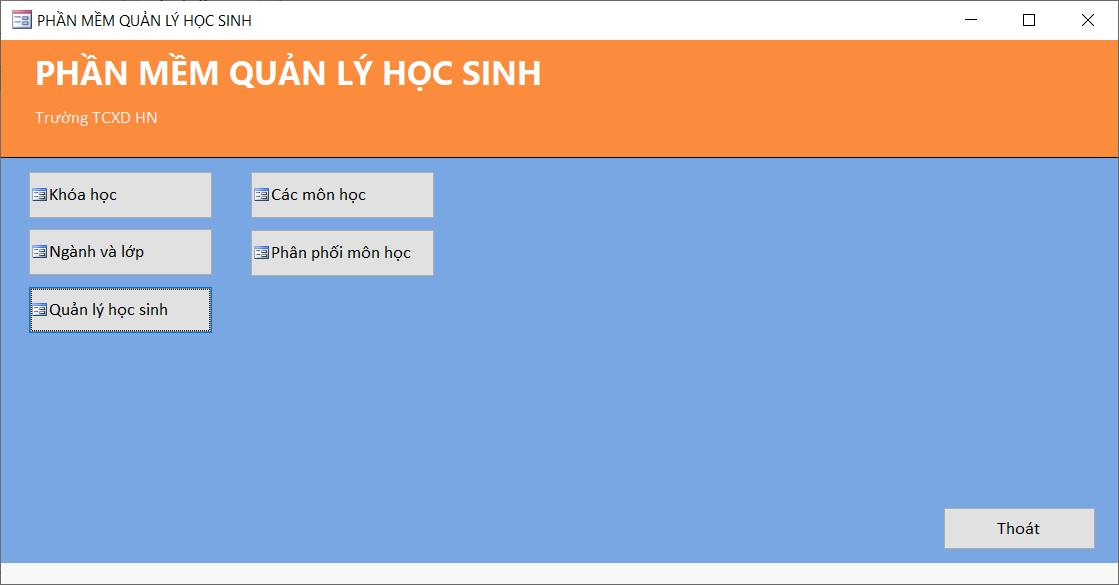 PHẦN MỀM QUẢN LÝ HỌC SINH
PHẦN MỀM QUẢN LÝ HỌC SINH
Trường TCXD HN
Khóa học
Các môn học
Ngành và lớp
Phân phối môn học
Quản lý học sinh
Thoát